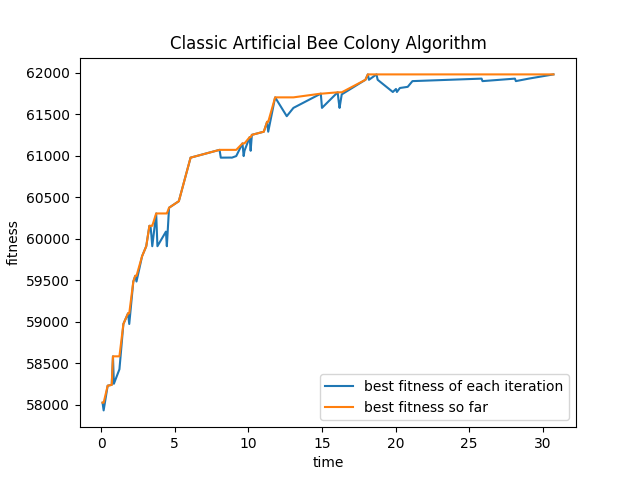 Classic Artificial Bee Colony Algorithm
62000
61500
61000
60500
60000
59500
59000
58500
58000
fitness
0 5 10 15 20 25 30
time
best fitness of each iteration
best fitness so far